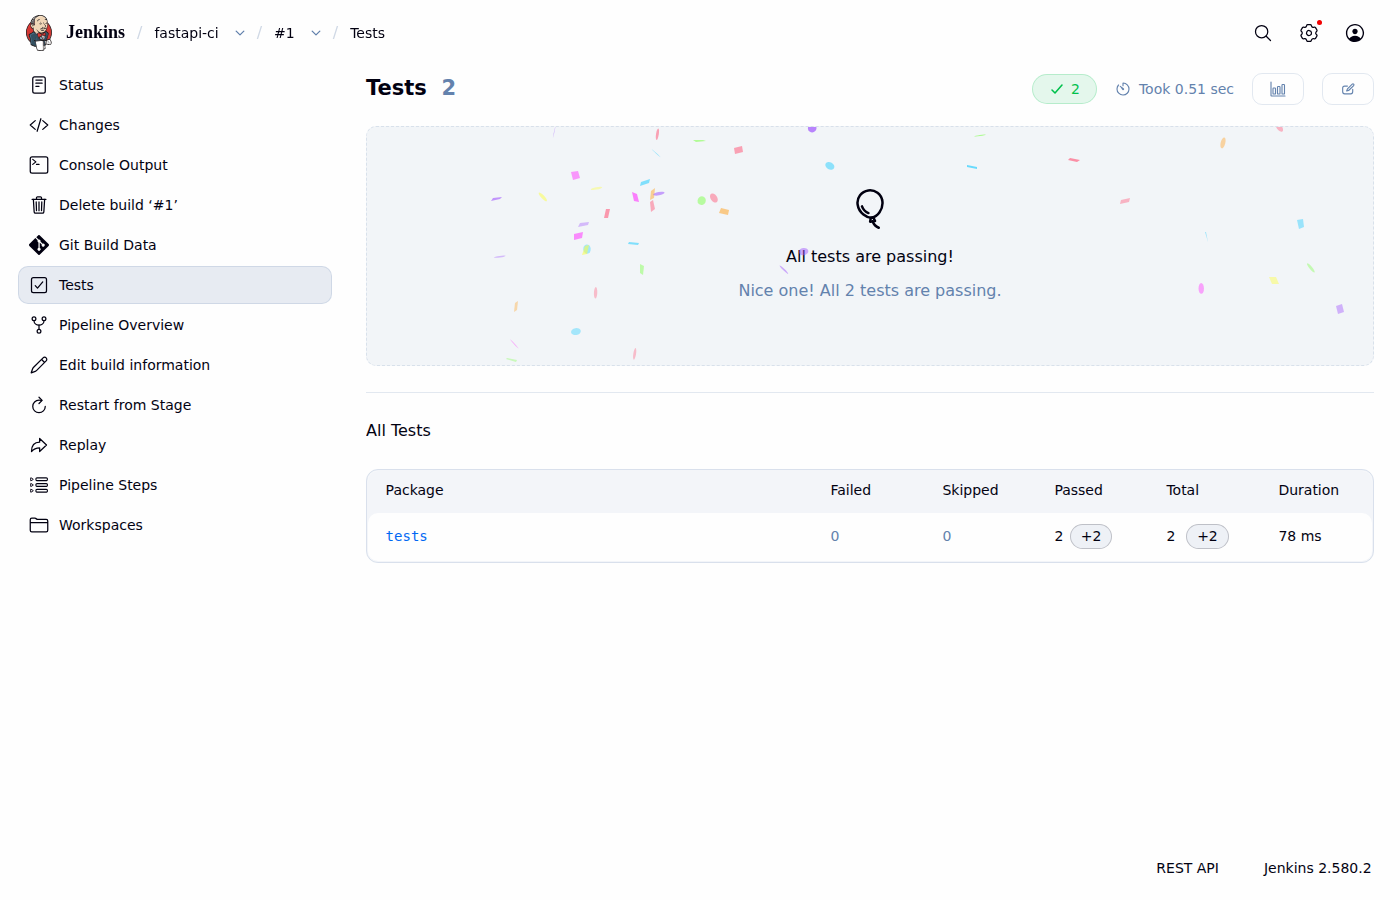 Jenkins / fastapi-ci / #1 / Tests
Status
Changes
Console Output
Delete build ‘#1’
Git Build Data
Tests
Pipeline Overview
Edit build information
Restart from Stage
Replay
Pipeline Steps
Workspaces
Tests 2
2 Took 0.51 sec
All tests are passing!
Nice one! All 2 tests are passing.
All Tests
Package Failed Skipped Passed Total Duration
tests 0 0 2 +2 2 +2 78 ms
REST API Jenkins 2.580.2